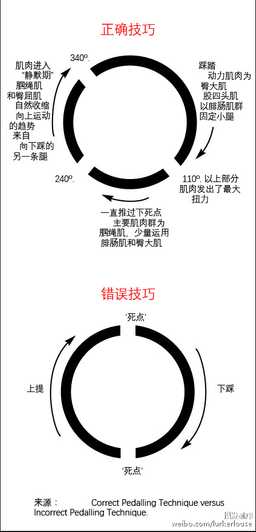 正确技巧
340º.
肌肉进入
“静默期”
腘绳肌
和臀屈肌
自然收缩
向上运动
的趋势
来自
向下踩的
另一条腿
踩踏
动力肌肉为
臀大肌
股四头肌
以腓肠肌群
固定小腿
240º.
110º. 以上部分
肌肉发出了最大
扭力
一直推过下死点
主要肌肉群为
腘绳肌，少量运用
腓肠肌和臀大肌
错误技巧
‘死点’
上提
下踩
‘死点’
来源： Correct Pedalling Technique versus
Incorrect Pedalling Technique.
weibo.com/lurkerlouse